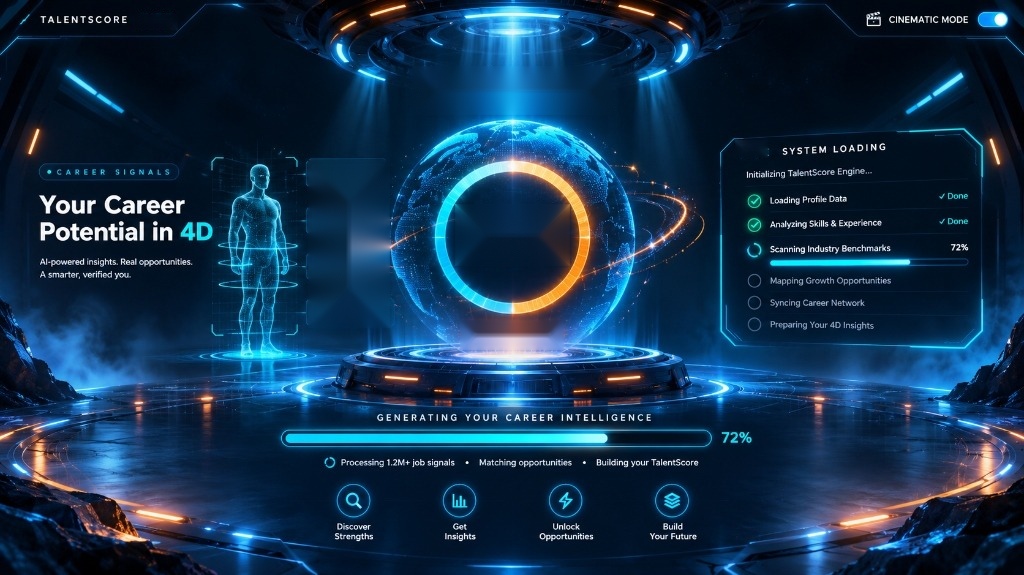 TALENTSCORE
CINEMATIC MODE
CAREER SIGNALS
Your Career
Potential in 4D
AI-powered insights. Real opportunities.
A smarter, verified you.
SYSTEM LOADING
Initializing TalentScore Engine...
Loading Profile Data ✓ Done
Analyzing Skills & Experience ✓ Done
Scanning Industry Benchmarks 72%
Mapping Growth Opportunities
Syncing Career Network
Preparing Your 4D Insights
GENERATING YOUR CAREER INTELLIGENCE
72%
Processing 1.2M+ job signals • Matching opportunities • Building your TalentScore
Discover
Strengths
Get
Insights
Unlock
Opportunities
Build
Your Future